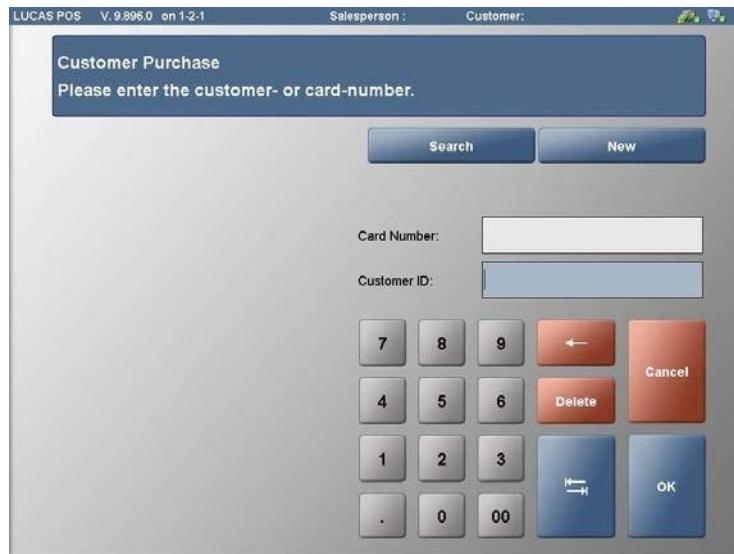 LUCAS POS V. 9.896.0 on 1-2-1 Salesperson : Customer:
Customer Purchase
Please enter the customer- or card-number.
Search New
Card Number:
Customer ID:
7 8 9 ←
Cancel
4 5 6 Delete
1 2 3
OK
. 0 00